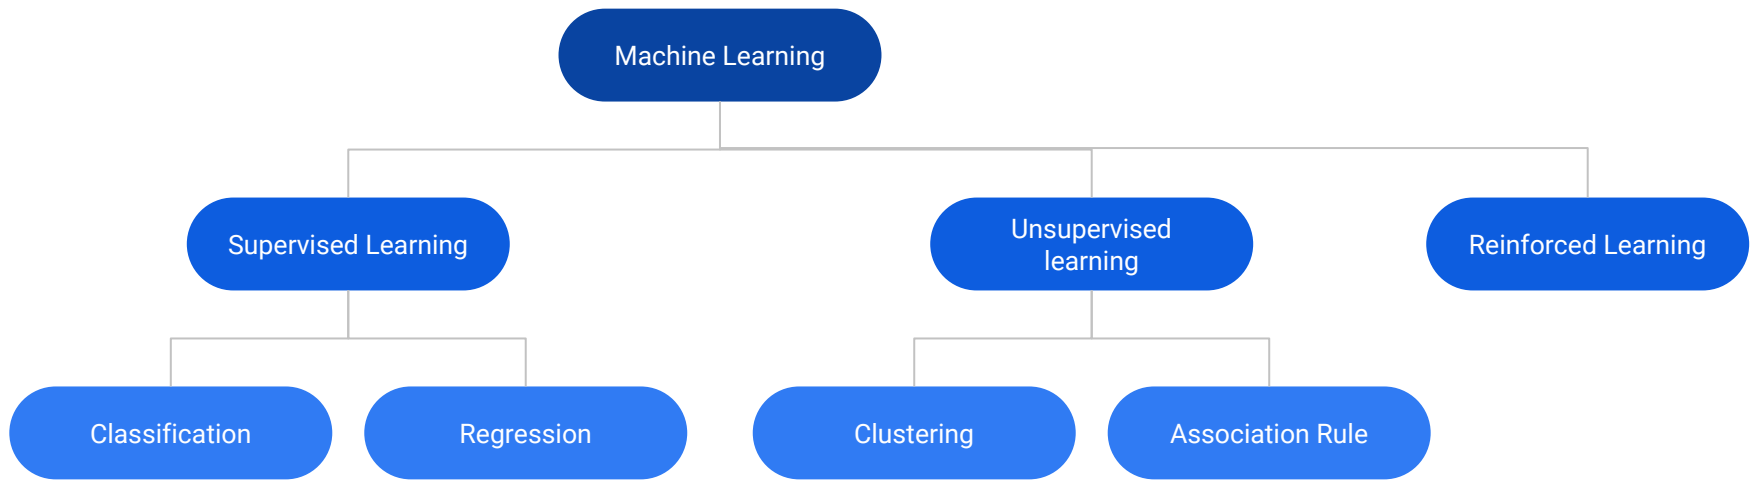 Machine Learning
Supervised Learning
Unsupervised
learning
Reinforced Learning
Classification
Regression
Clustering
Association Rule